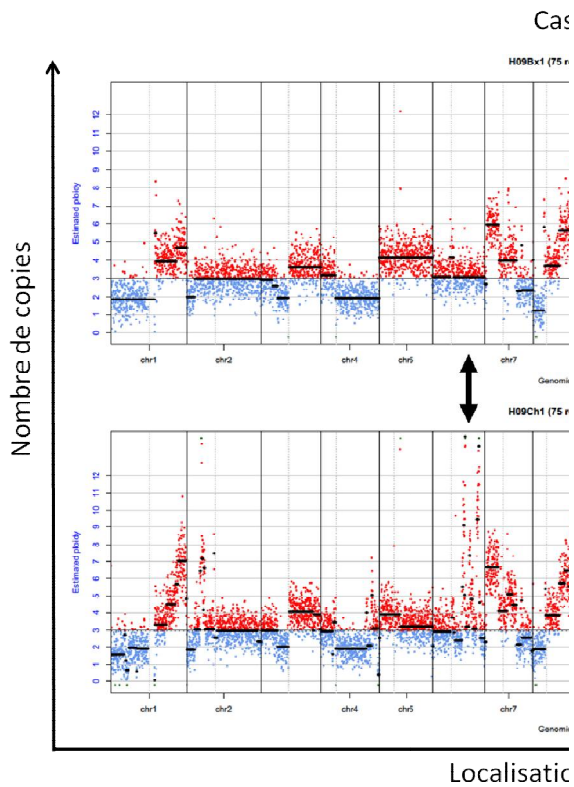 Cas
H09Bx1 (75 r
Nombre de copies
Estimated ploidy
12
11
10
9
8
7
6
5
4
3
2
1
0
chr1
chr2
chr4
chr5
chr7
Genomi
H09Ch1 (75 r
Estimated ploidy
12
11
10
9
8
7
6
5
4
3
2
1
0
chr1
chr2
chr4
chr5
chr7
Genomi
Localisatio